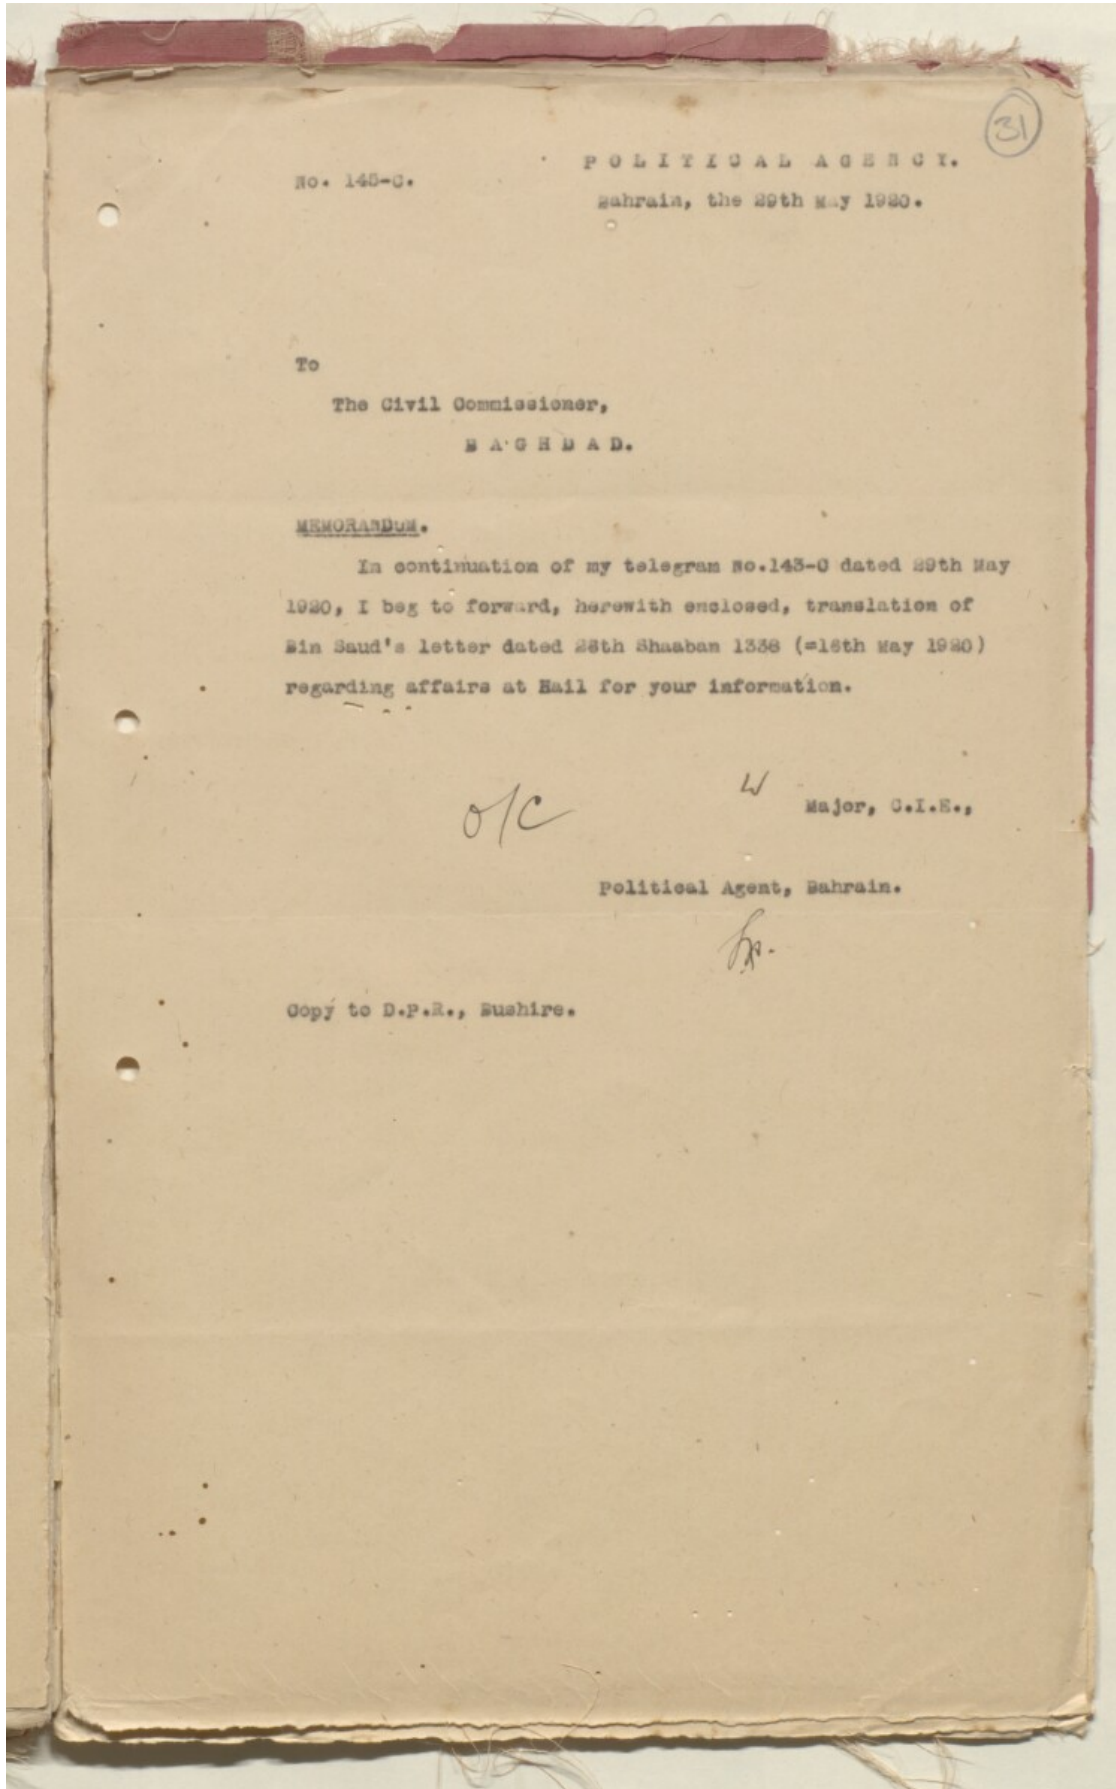 31
POLITICAL AGENCY.
No. 145-C.
Bahrain, the 29th May 1920.
To
The Civil Commissioner,
BAGHDAD.
MEMORANDUM.
In continuation of my telegram No.143-C dated 29th May
1920, I beg to forward, herewith enclosed, translation of
Bin Saud's letter dated Shaaban 1338 (=16th May 1920)
regarding affairs at Hail for your information.
O/C
Major, C.I.E.,
Political Agent, Bahrain.
Copy to D.P.R., Bushire.